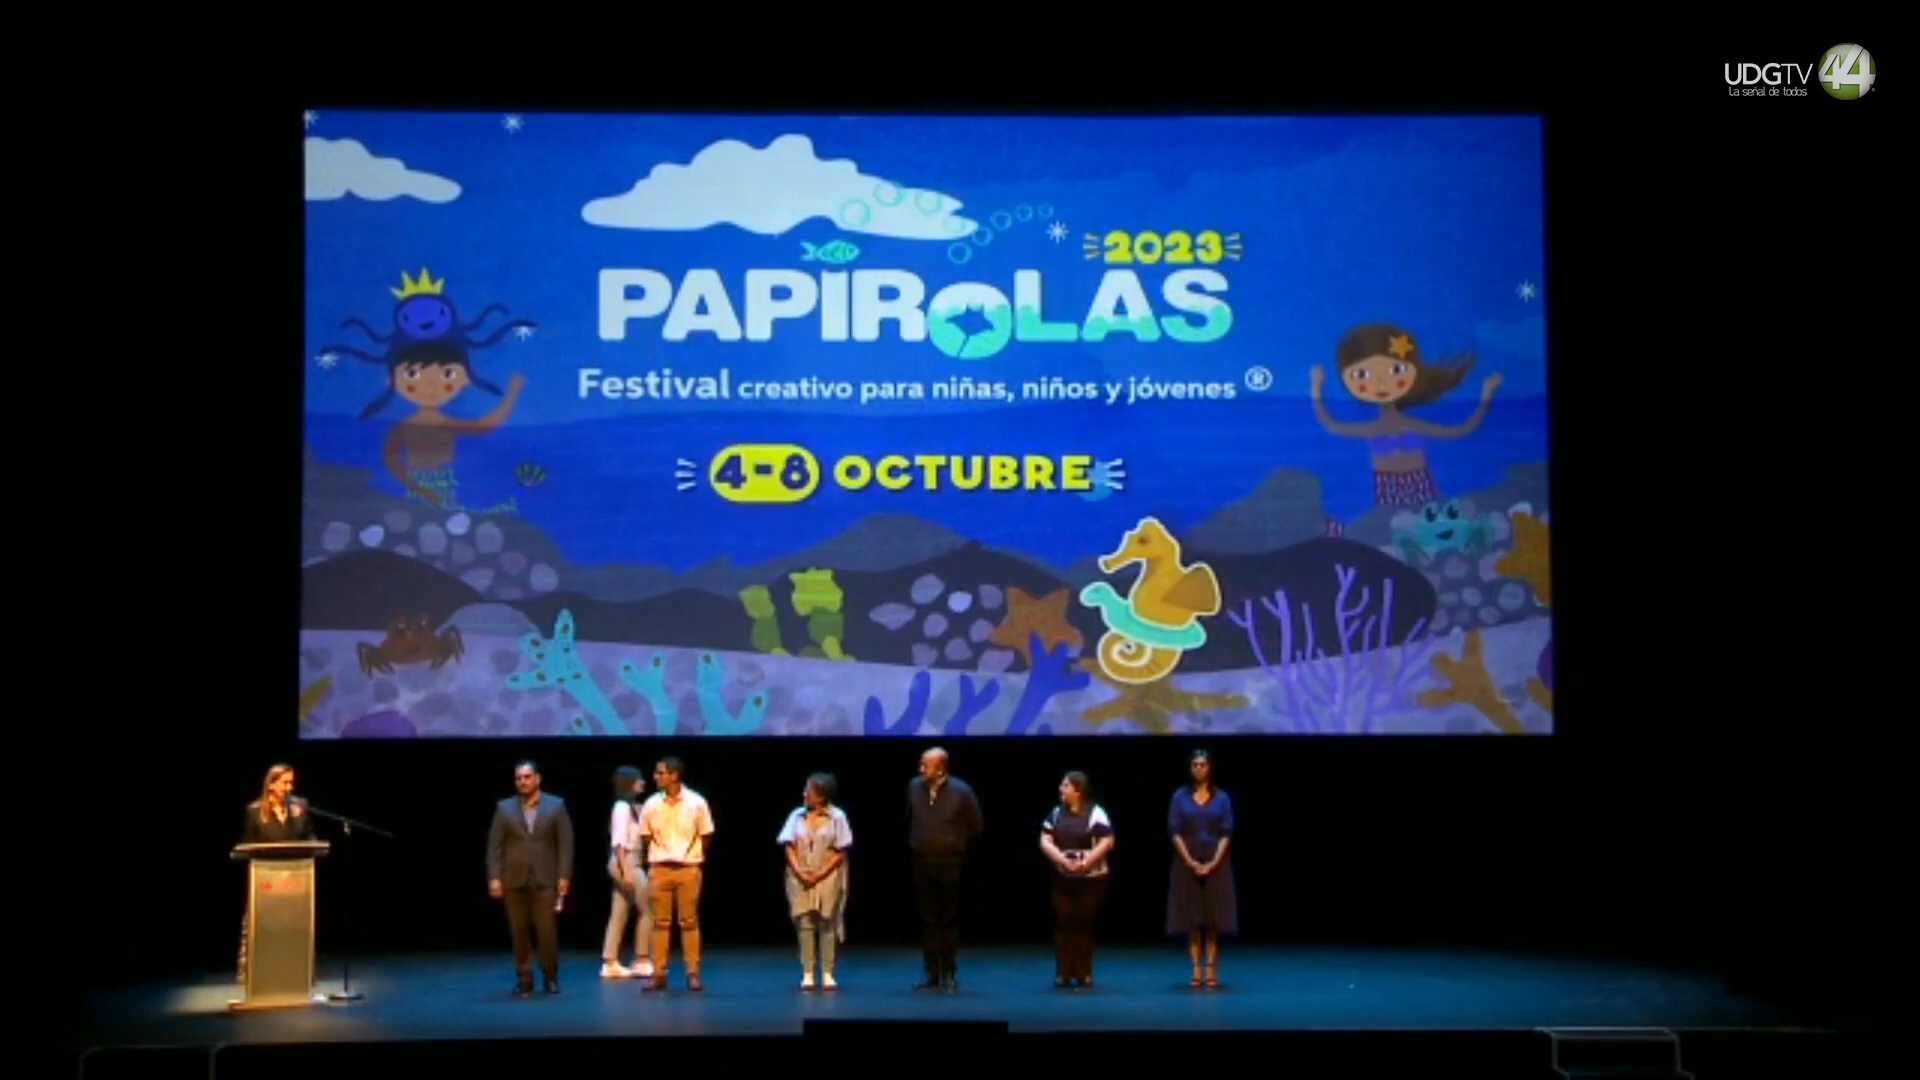 UDGTV 44
La señal de todos
2023
PAPIROLAS
Festival creativo para niñas, niños y jóvenes ®
4-8 OCTUBRE